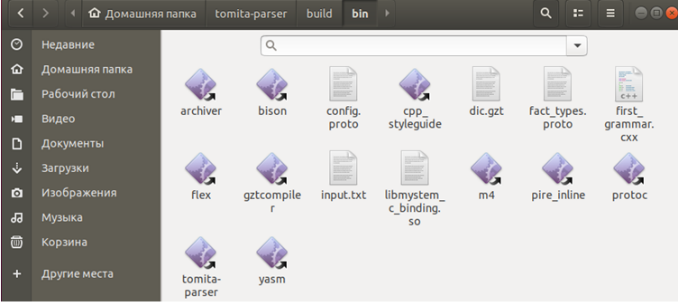 Домашняя папка tomita-parser build bin
Недавние
Домашняя папка
Рабочий стол
Видео
Документы
Загрузки
Изображения
Музыка
Корзина
Другие места
archiver
bison
config.
proto
cpp_
styleguide
dic.gzt
fact_types.
proto
C++
first_
grammar.
cxx
flex
gztcompile
r
input.txt
libmystem_
c_binding.
so
m4
pire_inline
protoc
tomita-
parser
yasm